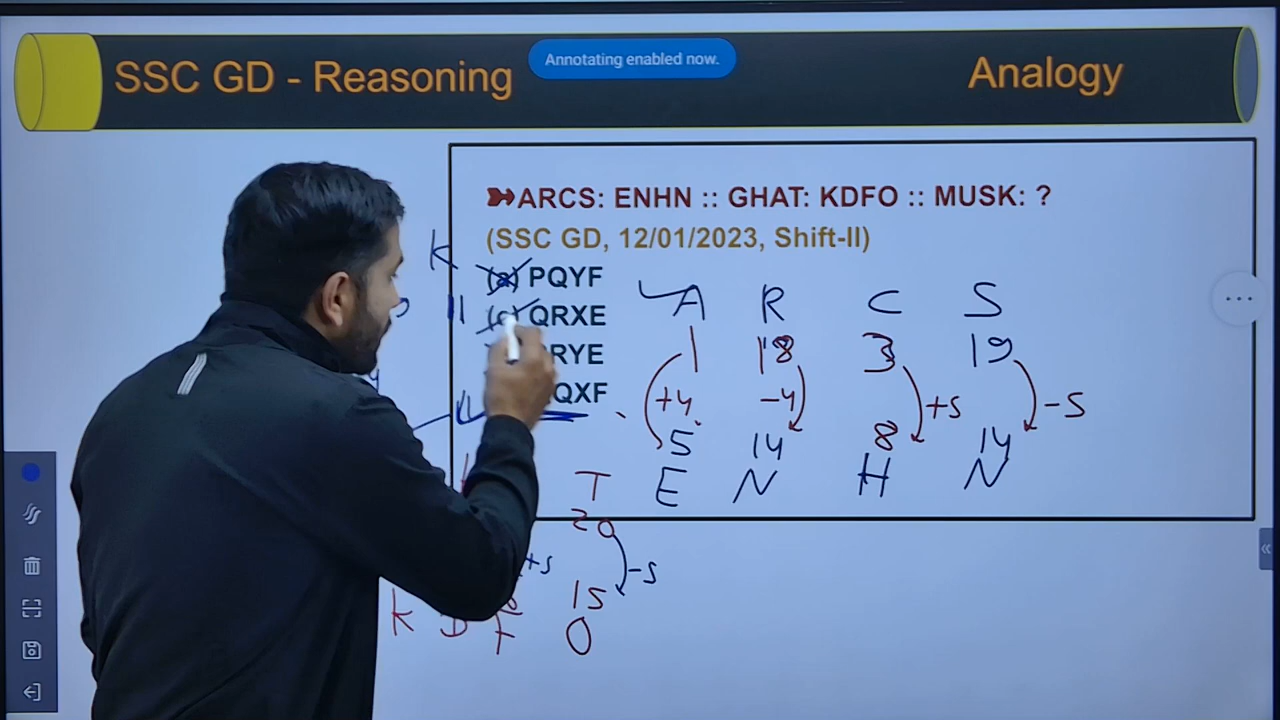 SSC GD - Reasoning
Annotating enabled now.
Analogy
ARCS: ENHN :: GHAT: KDFO :: MUSK: ?
(SSC GD, 12/01/2023, Shift-II)
(a) PQYF
(c) QRXE
RYE
QXF
K
11
A R C S
1 18 3 19
+4 -4 +5 -5
5 14 8 14
E N H N
T
20
+5 -5
15
K D F O